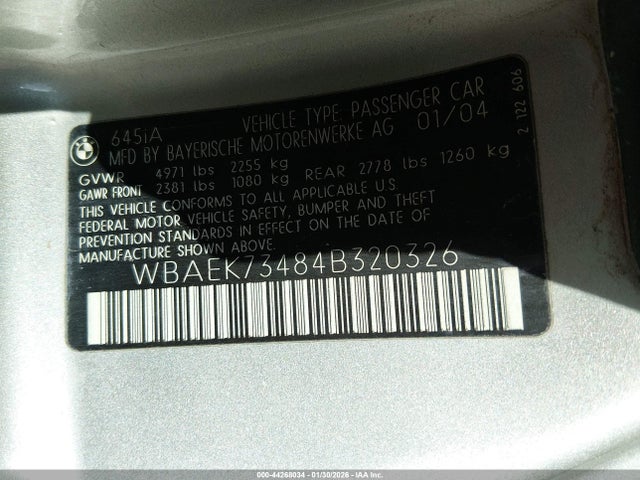 BMW
645iA VEHICLE TYPE: PASSENGER CAR
MFD BY BAYERISCHE MOTORENWERKE AG 01/04
GVWR 4971 lbs 2255 kg
GAWR FRONT 2381 lbs 1080 kg REAR 2778 lbs 1260 kg
THIS VEHICLE CONFORMS TO ALL APPLICABLE U.S.
FEDERAL MOTOR VEHICLE SAFETY, BUMPER AND THEFT
PREVENTION STANDARDS IN EFFECT ON THE DATE OF
MANUFACTURE SHOWN ABOVE.
WBAEK73484B320326
2 122 606
000-44268034 - 01/30/2026 - IAA Inc.